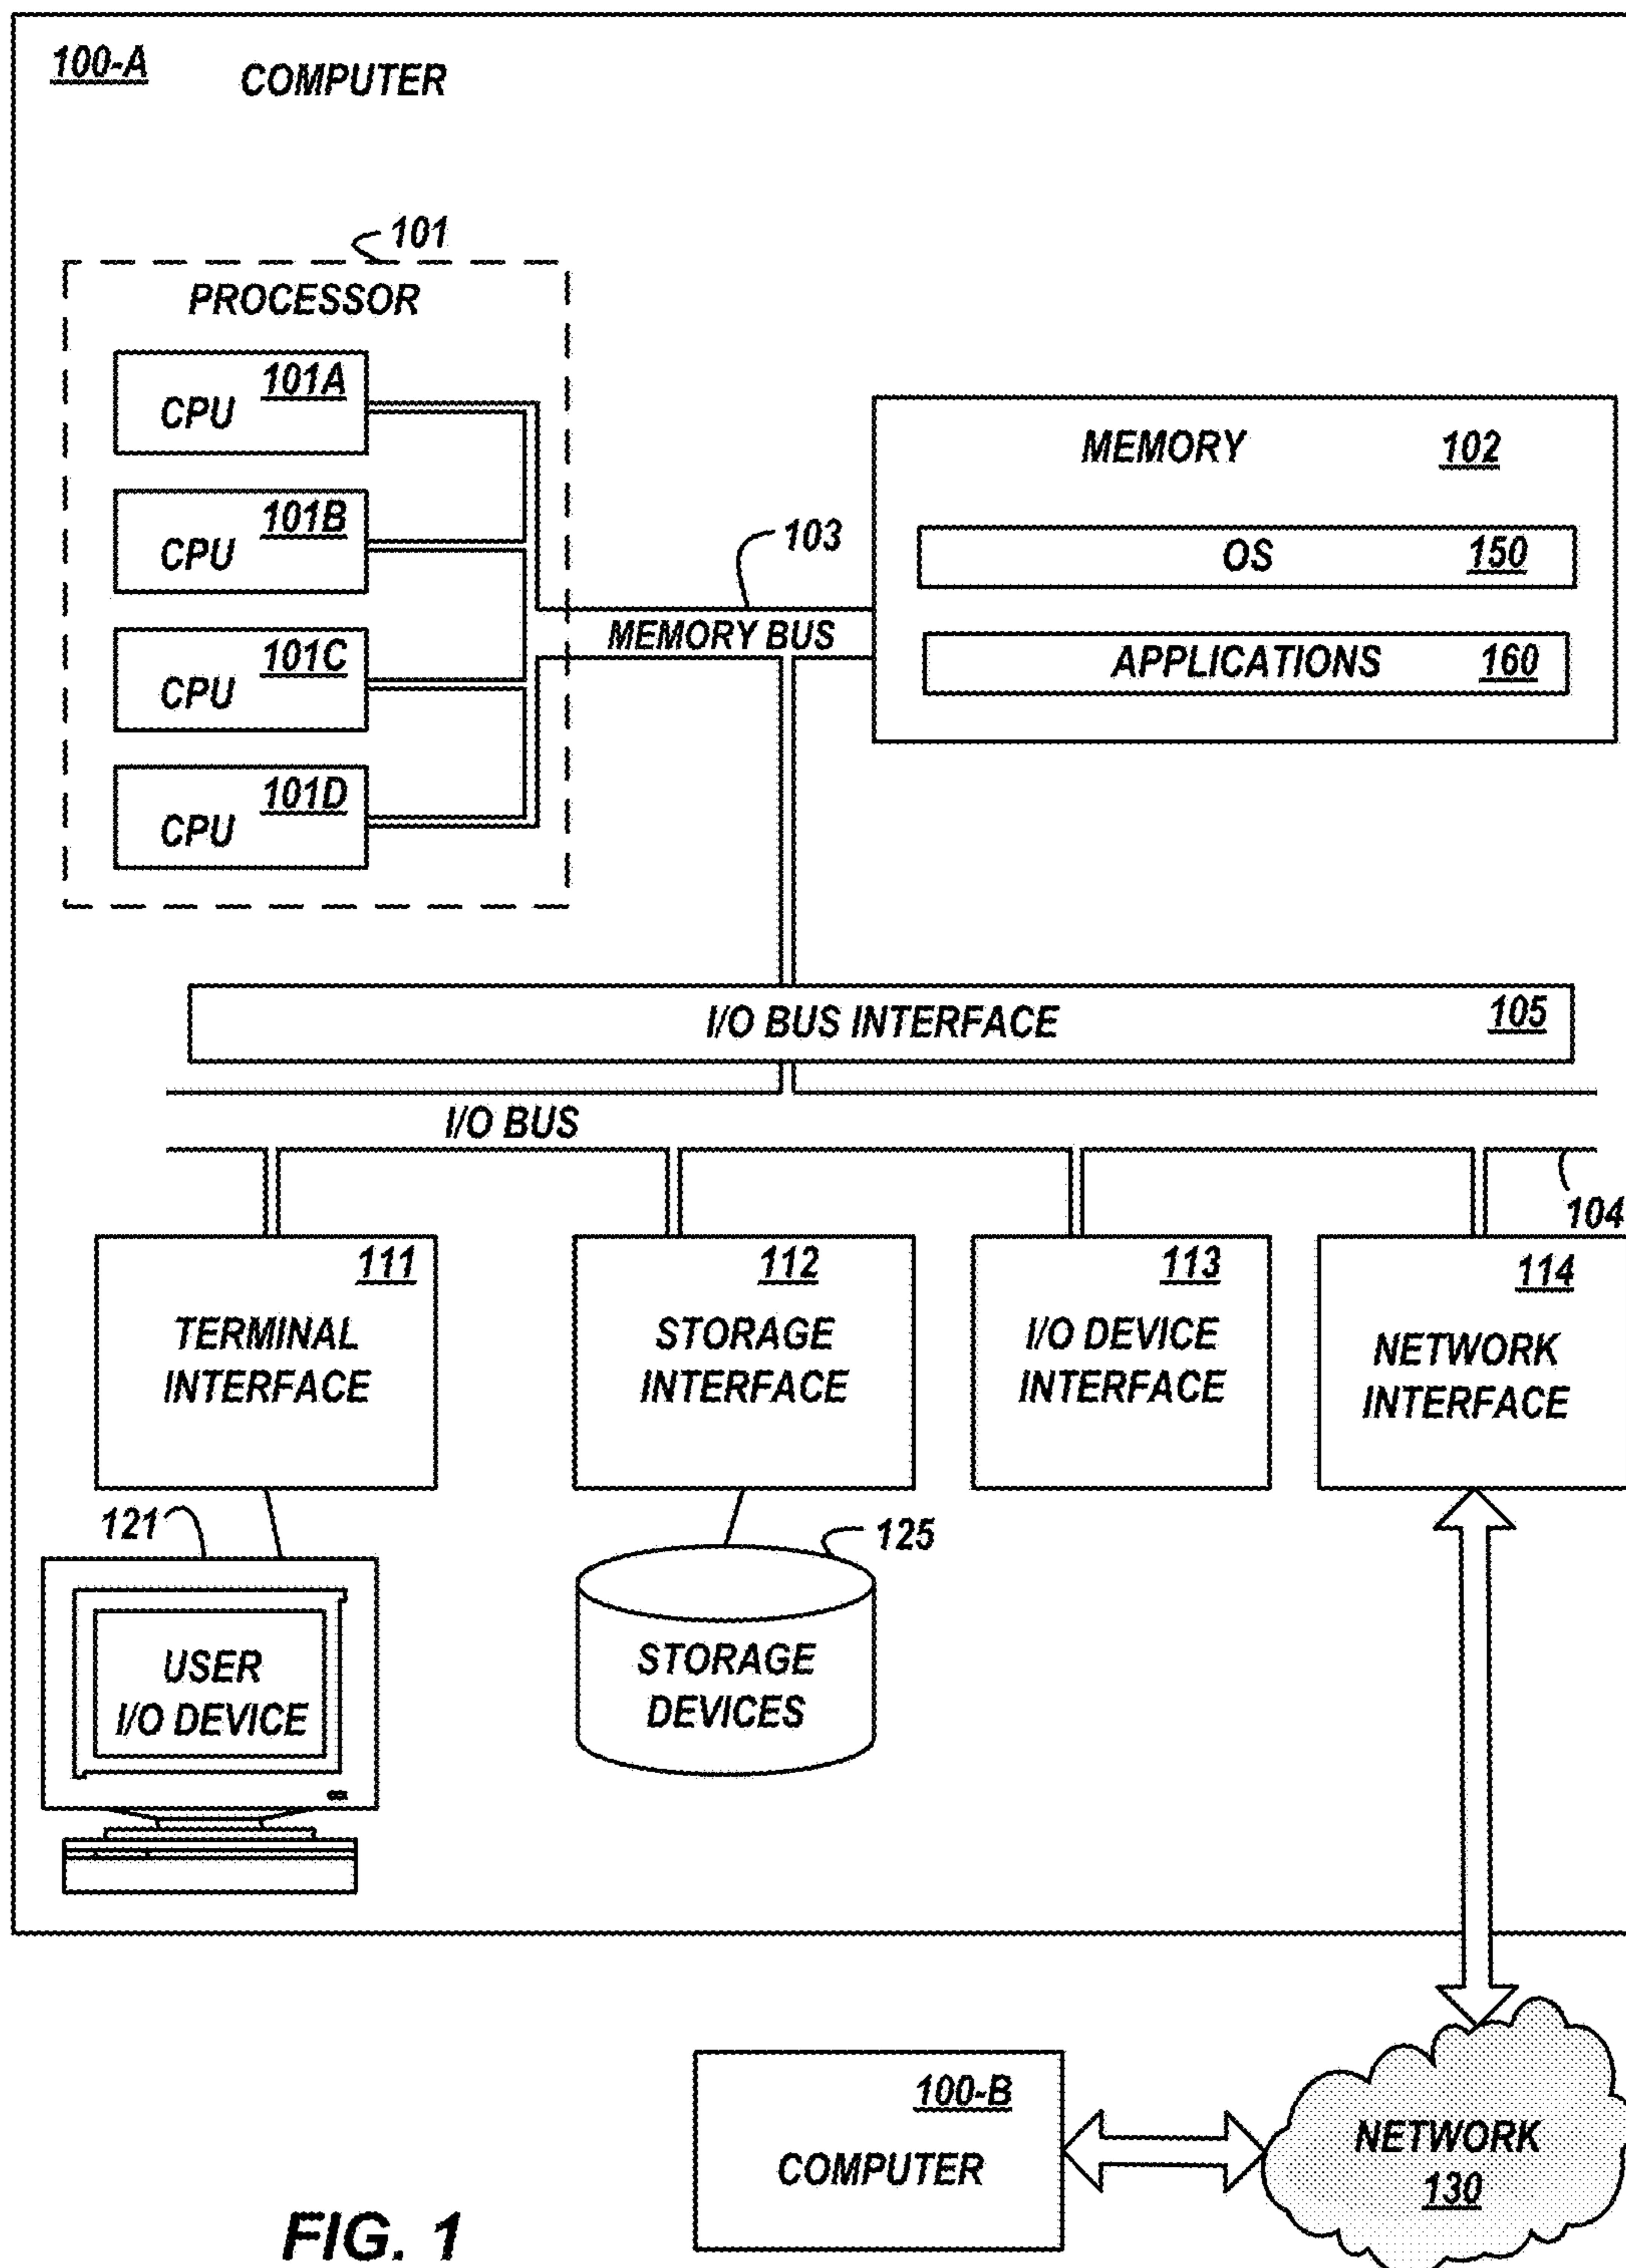 100-A
COMPUTER
101
PROCESSOR
101A
CPU
101B
CPU
101C
CPU
101D
CPU
103
MEMORY BUS
MEMORY
102
OS
150
APPLICATIONS
160
I/O BUS INTERFACE
105
I/O BUS
104
111
TERMINAL
INTERFACE
112
STORAGE
INTERFACE
113
I/O DEVICE
INTERFACE
114
NETWORK
INTERFACE
121
USER
I/O DEVICE
125
STORAGE
DEVICES
100-B
COMPUTER
NETWORK
130
FIG. 1